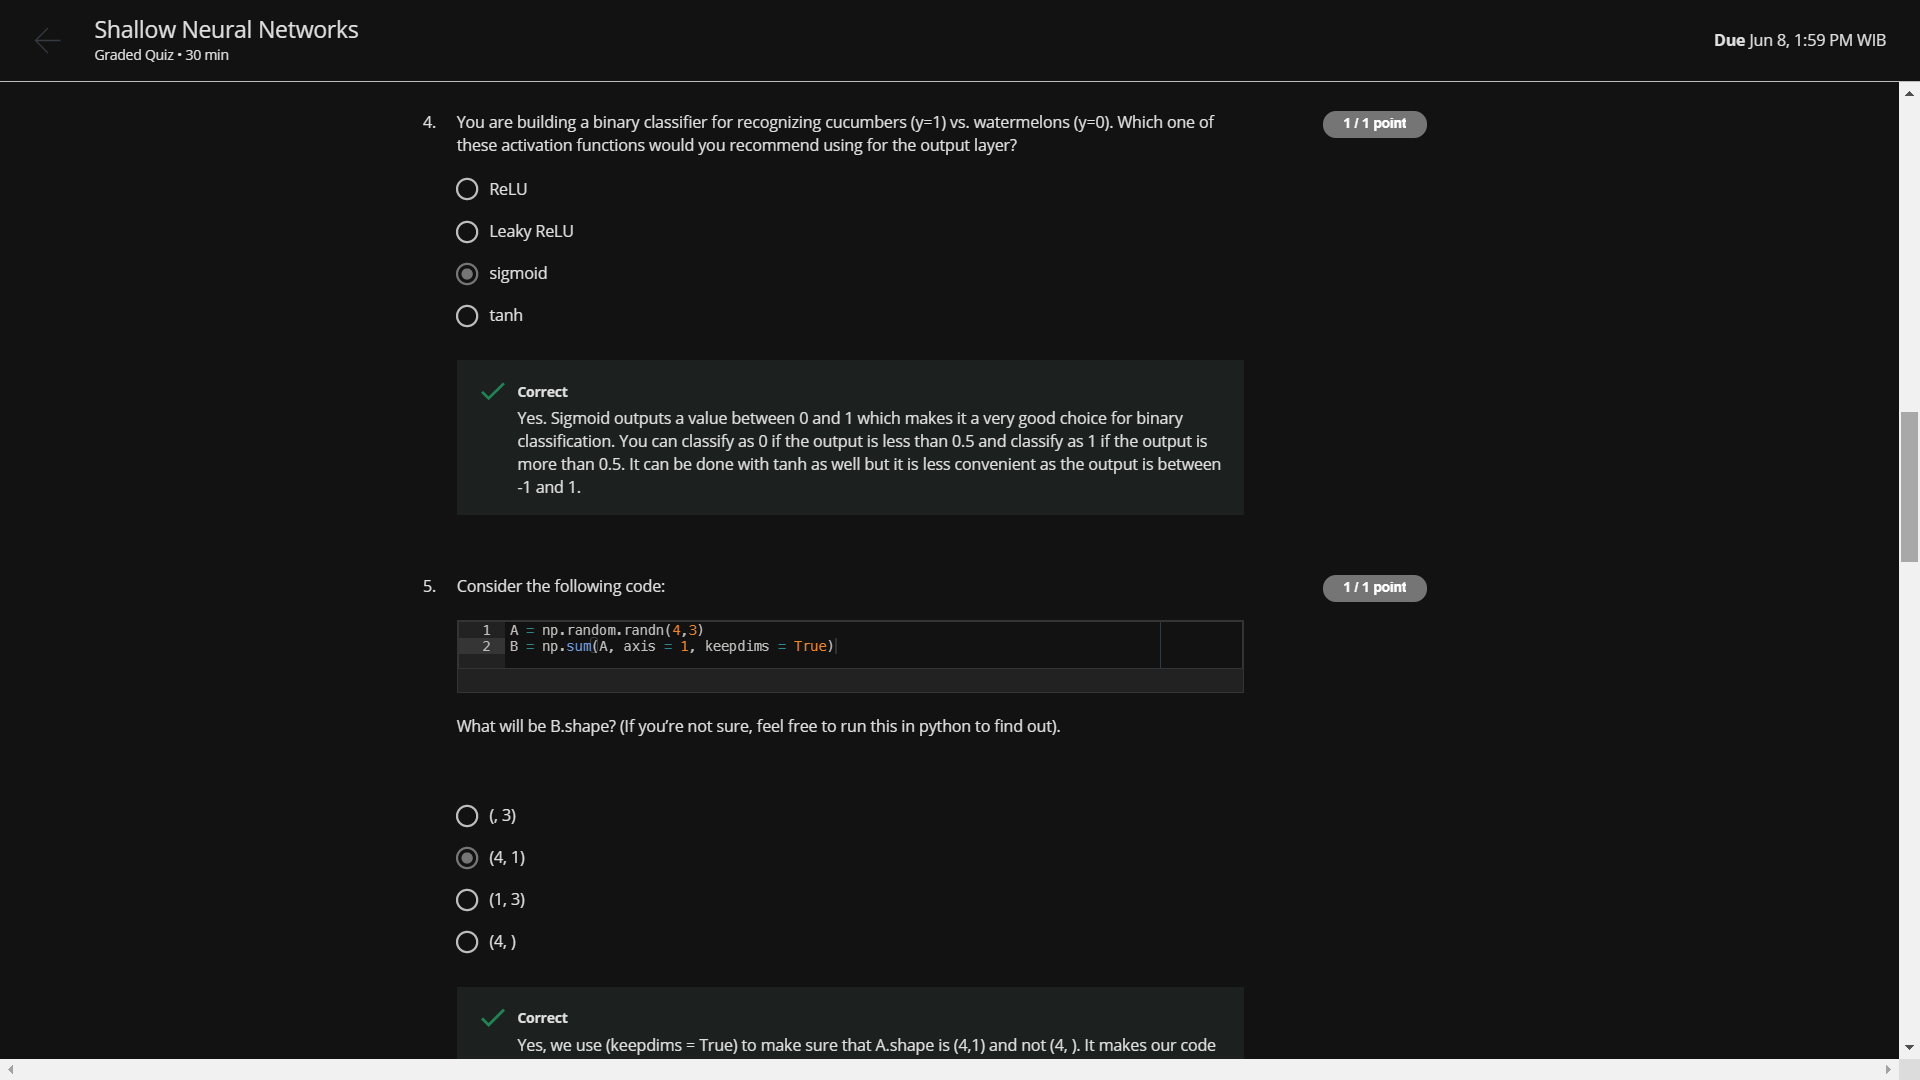 Shallow Neural Networks
Graded Quiz • 30 min
Due Jun 8, 1:59 PM WIB
4. You are building a binary classifier for recognizing cucumbers (y=1) vs. watermelons (y=0). Which one of
these activation functions would you recommend using for the output layer?
1 / 1 point
ReLU
Leaky ReLU
sigmoid
tanh
Correct
Yes. Sigmoid outputs a value between 0 and 1 which makes it a very good choice for binary
classification. You can classify as 0 if the output is less than 0.5 and classify as 1 if the output is
more than 0.5. It can be done with tanh as well but it is less convenient as the output is between
-1 and 1.
5. Consider the following code:
1 / 1 point
1 A = np.random.randn(4,3)
2 B = np.sum(A, axis = 1, keepdims = True)
What will be B.shape? (If you’re not sure, feel free to run this in python to find out).
(, 3)
(4, 1)
(1, 3)
(4, )
Correct
Yes, we use (keepdims = True) to make sure that A.shape is (4,1) and not (4, ). It makes our code